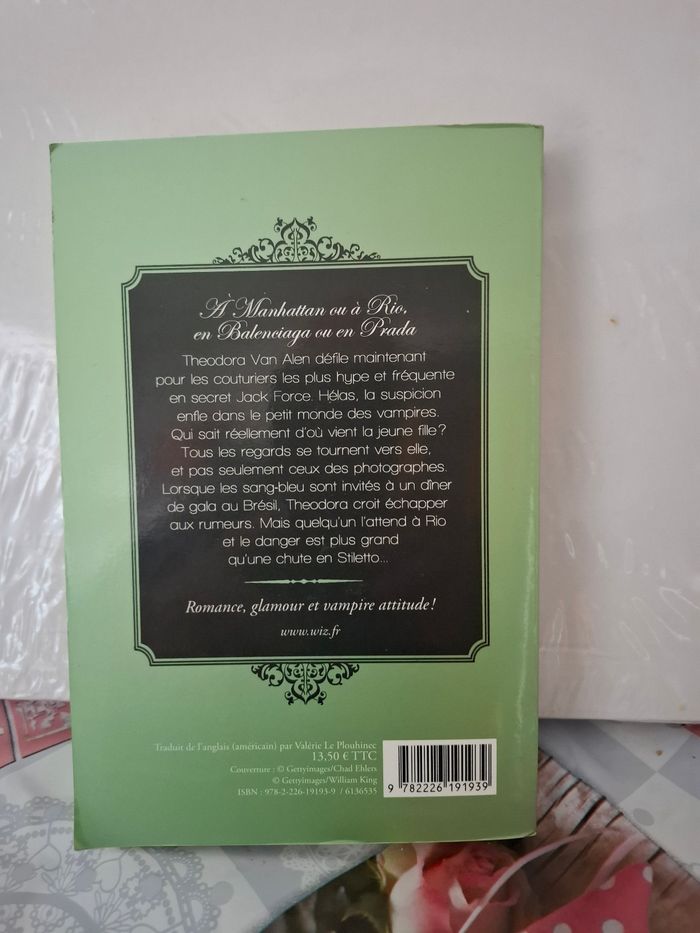 À Manhattan ou à Rio,
en Balenciaga ou en Prada
Theodora Van Alen défile maintenant
pour les couturiers les plus hype et fréquente
en secret Jack Force. Hélas, la suspicion
enfle dans le petit monde des vampires.
Qui sait réellement d'où vient la jeune fille ?
Tous les regards se tournent vers elle,
et pas seulement ceux des photographes.
Lorsque les sang-bleu sont invités à un dîner
de gala au Brésil, Theodora croit échapper
aux rumeurs. Mais quelqu'un l'attend à Rio
et le danger est plus grand
qu'une chute en Stiletto...
Romance, glamour et vampire attitude !
www.wiz.fr
Traduit de l'anglais (américain) par Valérie Le Plouhinec
13,50 € TTC
Couverture : © Gettyimages/Chad Ehlers
© Gettyimages/William King
ISBN : 978-2-226-19193-9 / 6136535
9 782226 191939